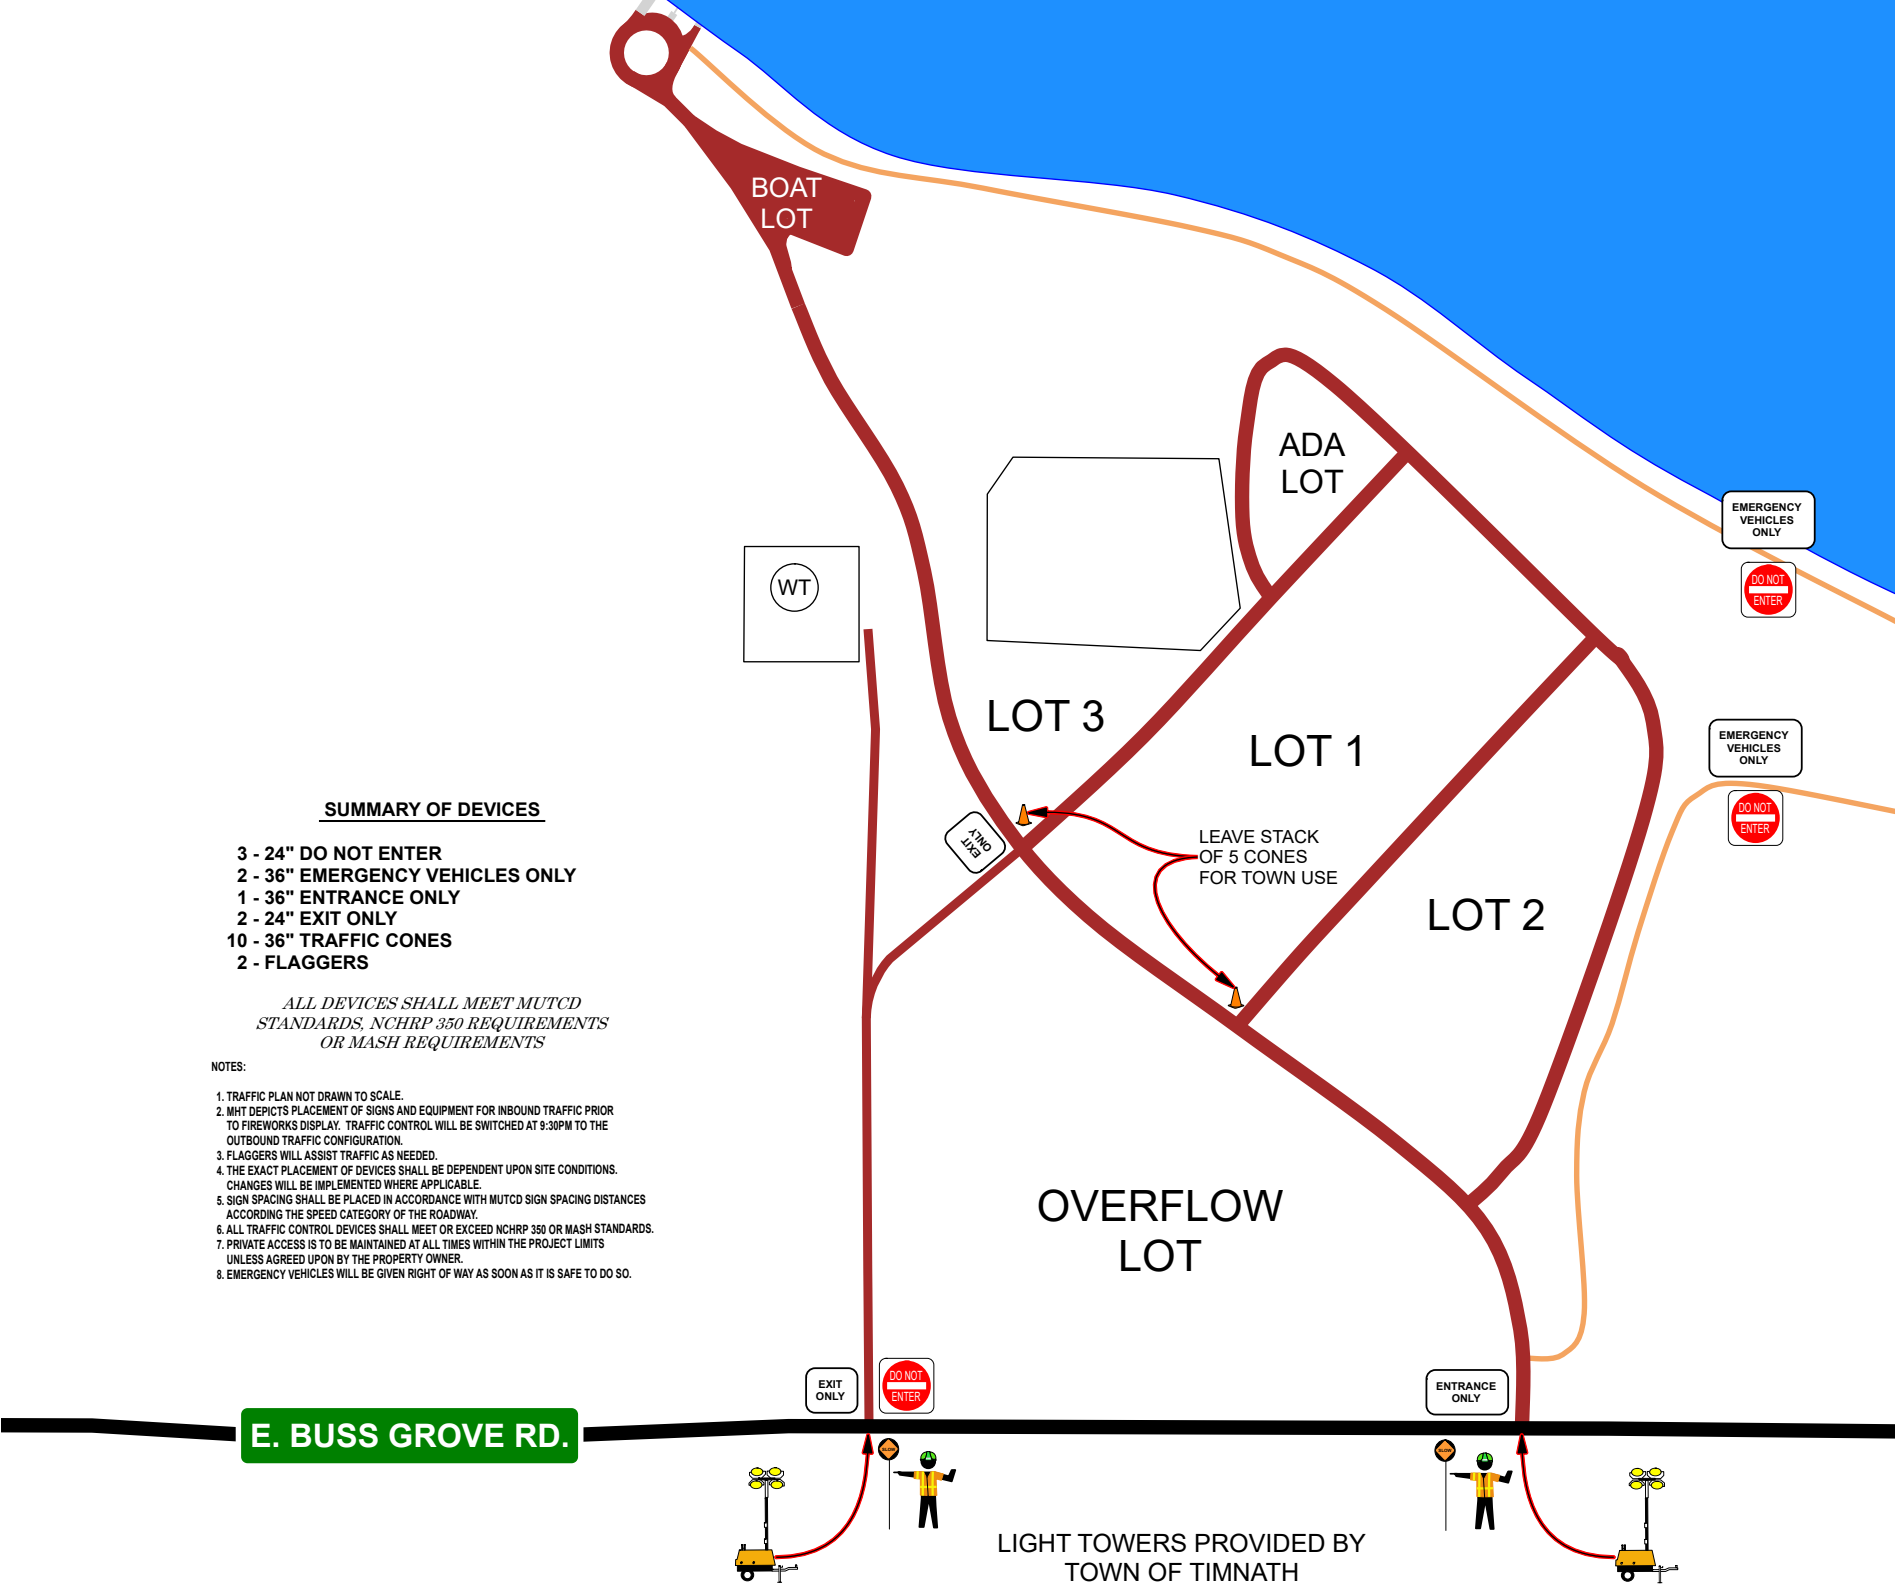 BOAT
LOT
ADA
LOT
EMERGENCY
VEHICLES
ONLY
DO NOT
ENTER
WT
LOT 3
LOT 1
EMERGENCY
VEHICLES
ONLY
DO NOT
ENTER
EXIT
ONLY
LEAVE STACK
OF 5 CONES
FOR TOWN USE
LOT 2
SUMMARY OF DEVICES
3 - 24" DO NOT ENTER
2 - 36" EMERGENCY VEHICLES ONLY
1 - 36" ENTRANCE ONLY
2 - 24" EXIT ONLY
10 - 36" TRAFFIC CONES
2 - FLAGGERS
ALL DEVICES SHALL MEET MUTCD
STANDARDS, NCHRP 350 REQUIREMENTS
OR MASH REQUIREMENTS
NOTES:
1. TRAFFIC PLAN NOT DRAWN TO SCALE.
2. MHT DEPICTS PLACEMENT OF SIGNS AND EQUIPMENT FOR INBOUND TRAFFIC PRIOR
TO FIREWORKS DISPLAY. TRAFFIC CONTROL WILL BE SWITCHED AT 9:30PM TO THE
OUTBOUND TRAFFIC CONFIGURATION.
3. FLAGGERS WILL ASSIST TRAFFIC AS NEEDED.
4. THE EXACT PLACEMENT OF DEVICES SHALL BE DEPENDENT UPON SITE CONDITIONS.
CHANGES WILL BE IMPLEMENTED WHERE APPLICABLE.
5. SIGN SPACING SHALL BE PLACED IN ACCORDANCE WITH MUTCD SIGN SPACING DISTANCES
ACCORDING THE SPEED CATEGORY OF THE ROADWAY.
6. ALL TRAFFIC CONTROL DEVICES SHALL MEET OR EXCEED NCHRP 350 OR MASH STANDARDS.
7. PRIVATE ACCESS IS TO BE MAINTAINED AT ALL TIMES WITHIN THE PROJECT LIMITS
UNLESS AGREED UPON BY THE PROPERTY OWNER.
8. EMERGENCY VEHICLES WILL BE GIVEN RIGHT OF WAY AS SOON AS IT IS SAFE TO DO SO.
OVERFLOW
LOT
EXIT
ONLY
DO NOT
ENTER
ENTRANCE
ONLY
E. BUSS GROVE RD.
SLOW
SLOW
LIGHT TOWERS PROVIDED BY
TOWN OF TIMNATH